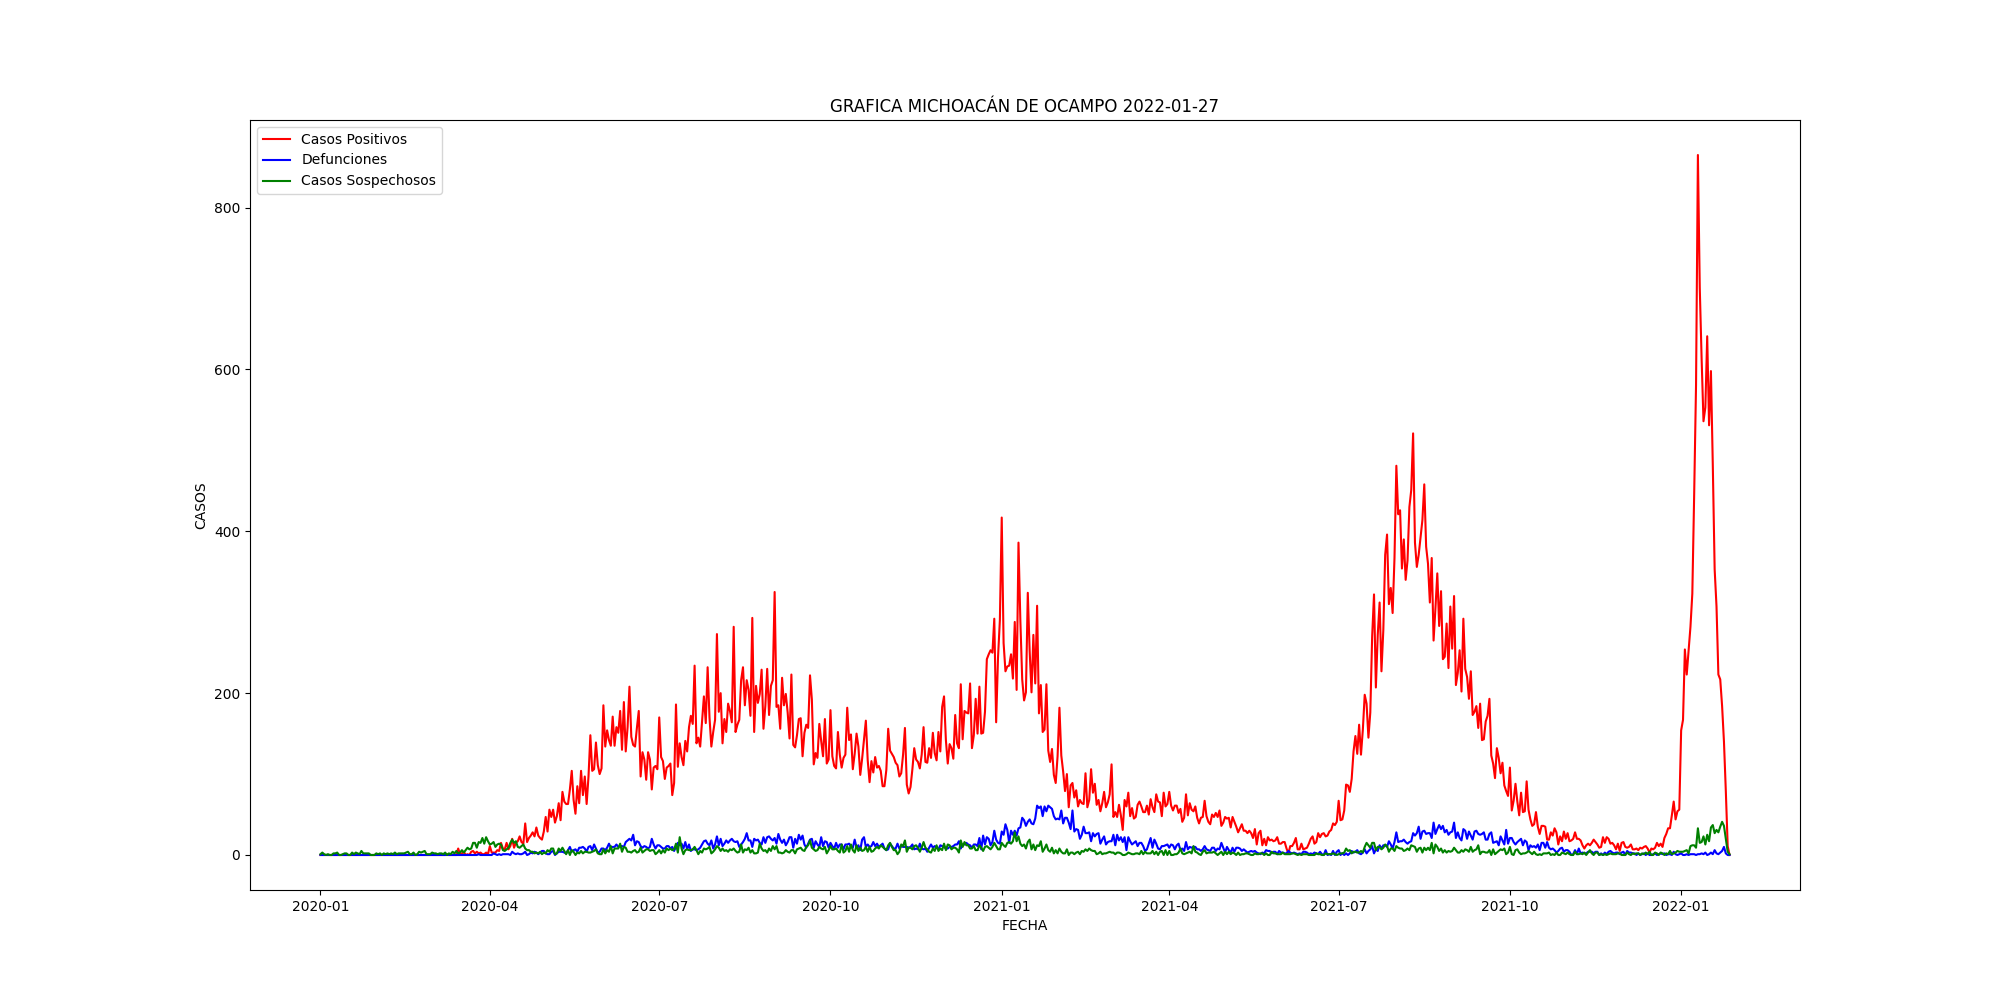 GRAFICA MICHOACÁN DE OCAMPO 2022-01-27
Casos Positivos
Defunciones
Casos Sospechosos
800
600
400
200
0
CASOS
2020-01 2020-04 2020-07 2020-10 2021-01 2021-04 2021-07 2021-10 2022-01
FECHA